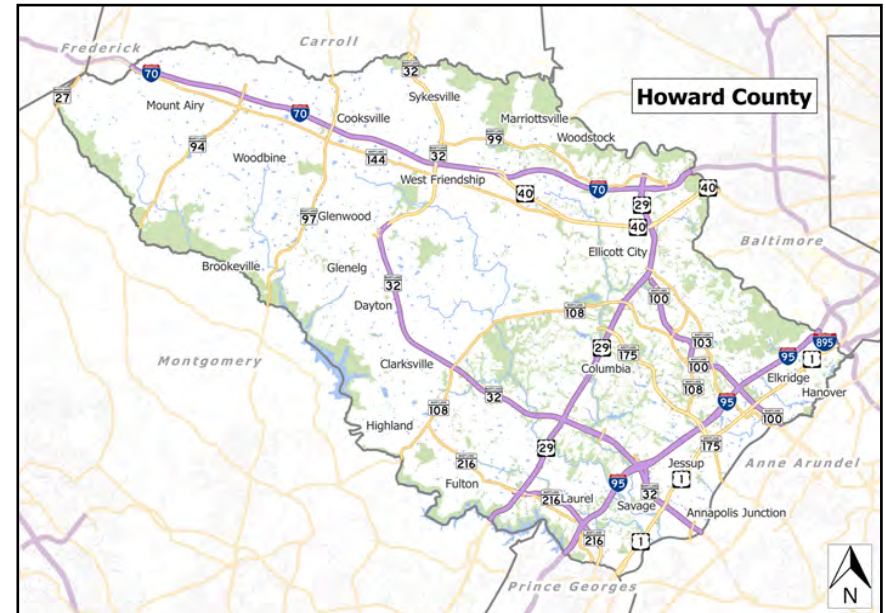 Frederick
Carroll
70
32
27
Mount Airy
Sykesville
Howard County
70
Cooksville
Marriottsville
94
99
Woodstock
Woodbine
144
32
West Friendship
70
40
40
29
97
Glenwood
40
Baltimore
Ellicott City
Brookeville
Glenelg
32
100
Dayton
108
103
895
Montgomery
29
175
95
1
Clarksville
Columbia
100
Elkridge
32
108
Hanover
108
95
100
Highland
29
175
216
Jessup
Anne Arundel
Fulton
95
1
216
Laurel
32
Savage
Annapolis Junction
216
1
Prince Georges
N